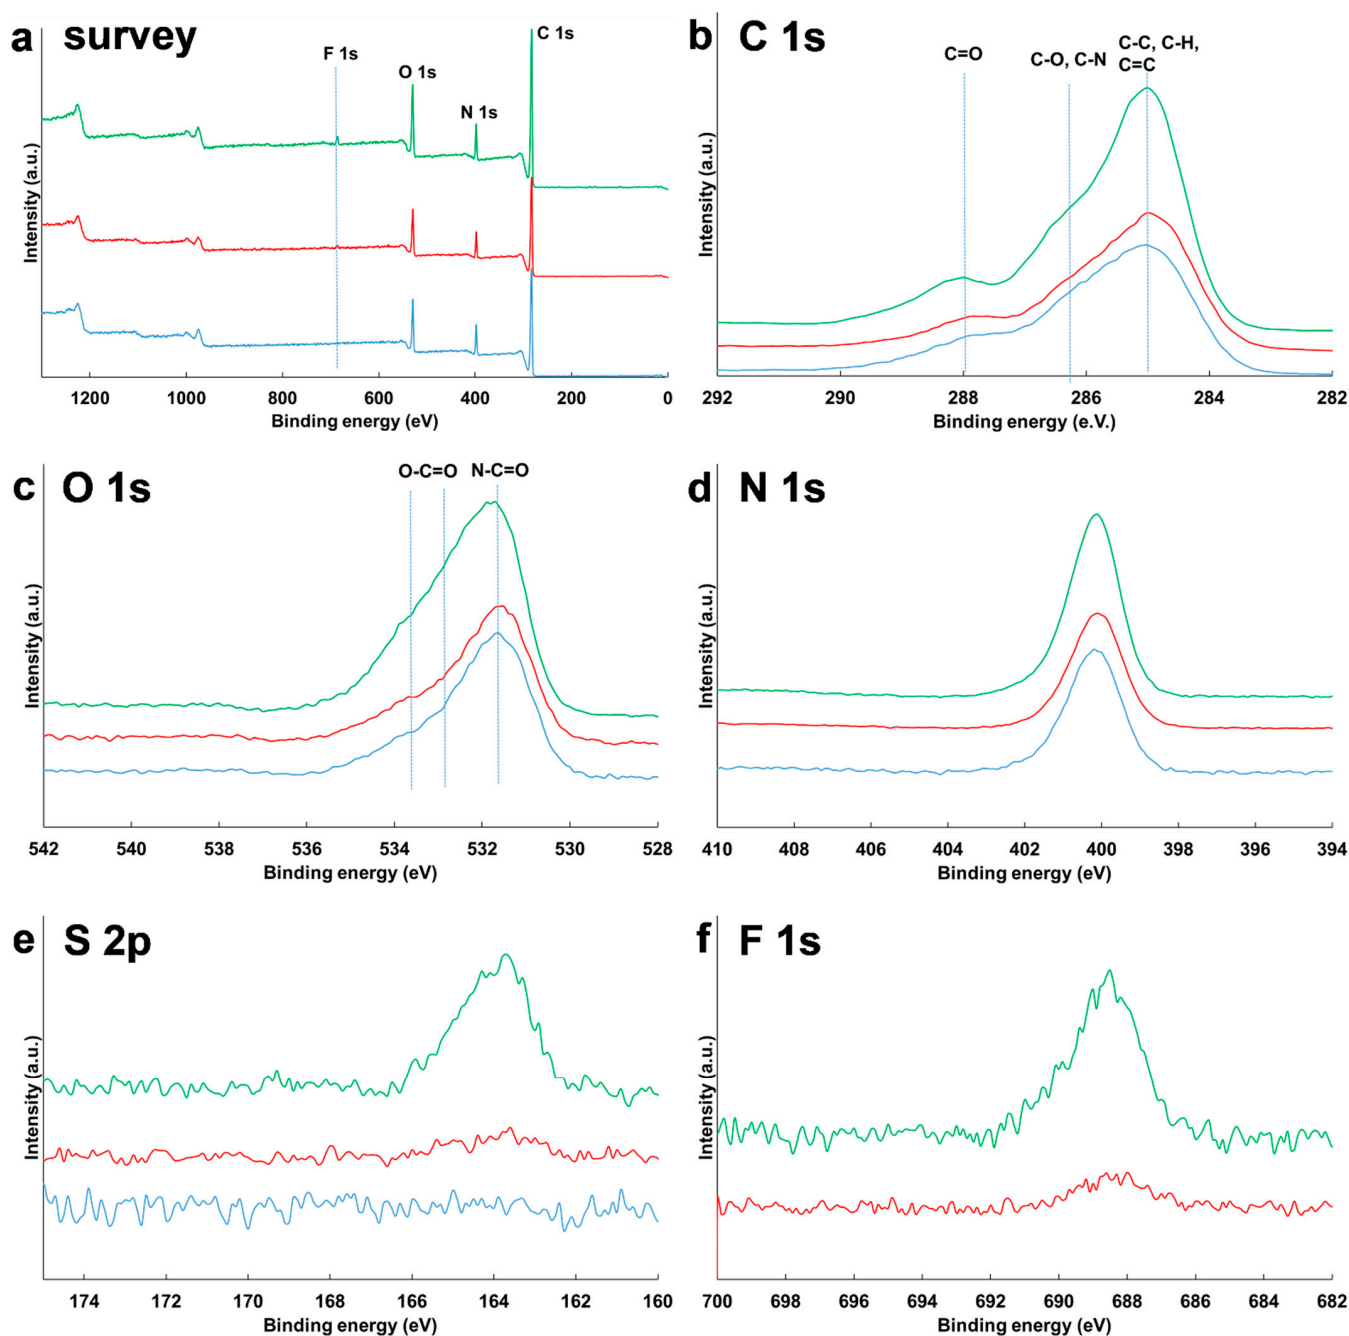 a survey
F 1s
O 1s
N 1s
C 1s
Intensity (a.u.)
1200 1000 800 600 400 200 0
Binding energy (eV)
b C 1s
C=O
C-O, C-N
C-C, C-H,
C=C
Intensity (a.u.)
292 290 288 286 284 282
Binding energy (e.V.)
c O 1s
O-C=O
N-C=O
Intensity (a.u.)
542 540 538 536 534 532 530 528
Binding energy (eV)
d N 1s
Intensity (a.u.)
410 408 406 404 402 400 398 396 394
Binding energy (eV)
e S 2p
Intensity (a.u.)
174 172 170 168 166 164 162 160
Binding energy (eV)
f F 1s
Intensity (a.u.)
700 698 696 694 692 690 688 686 684 682
Binding energy (eV)